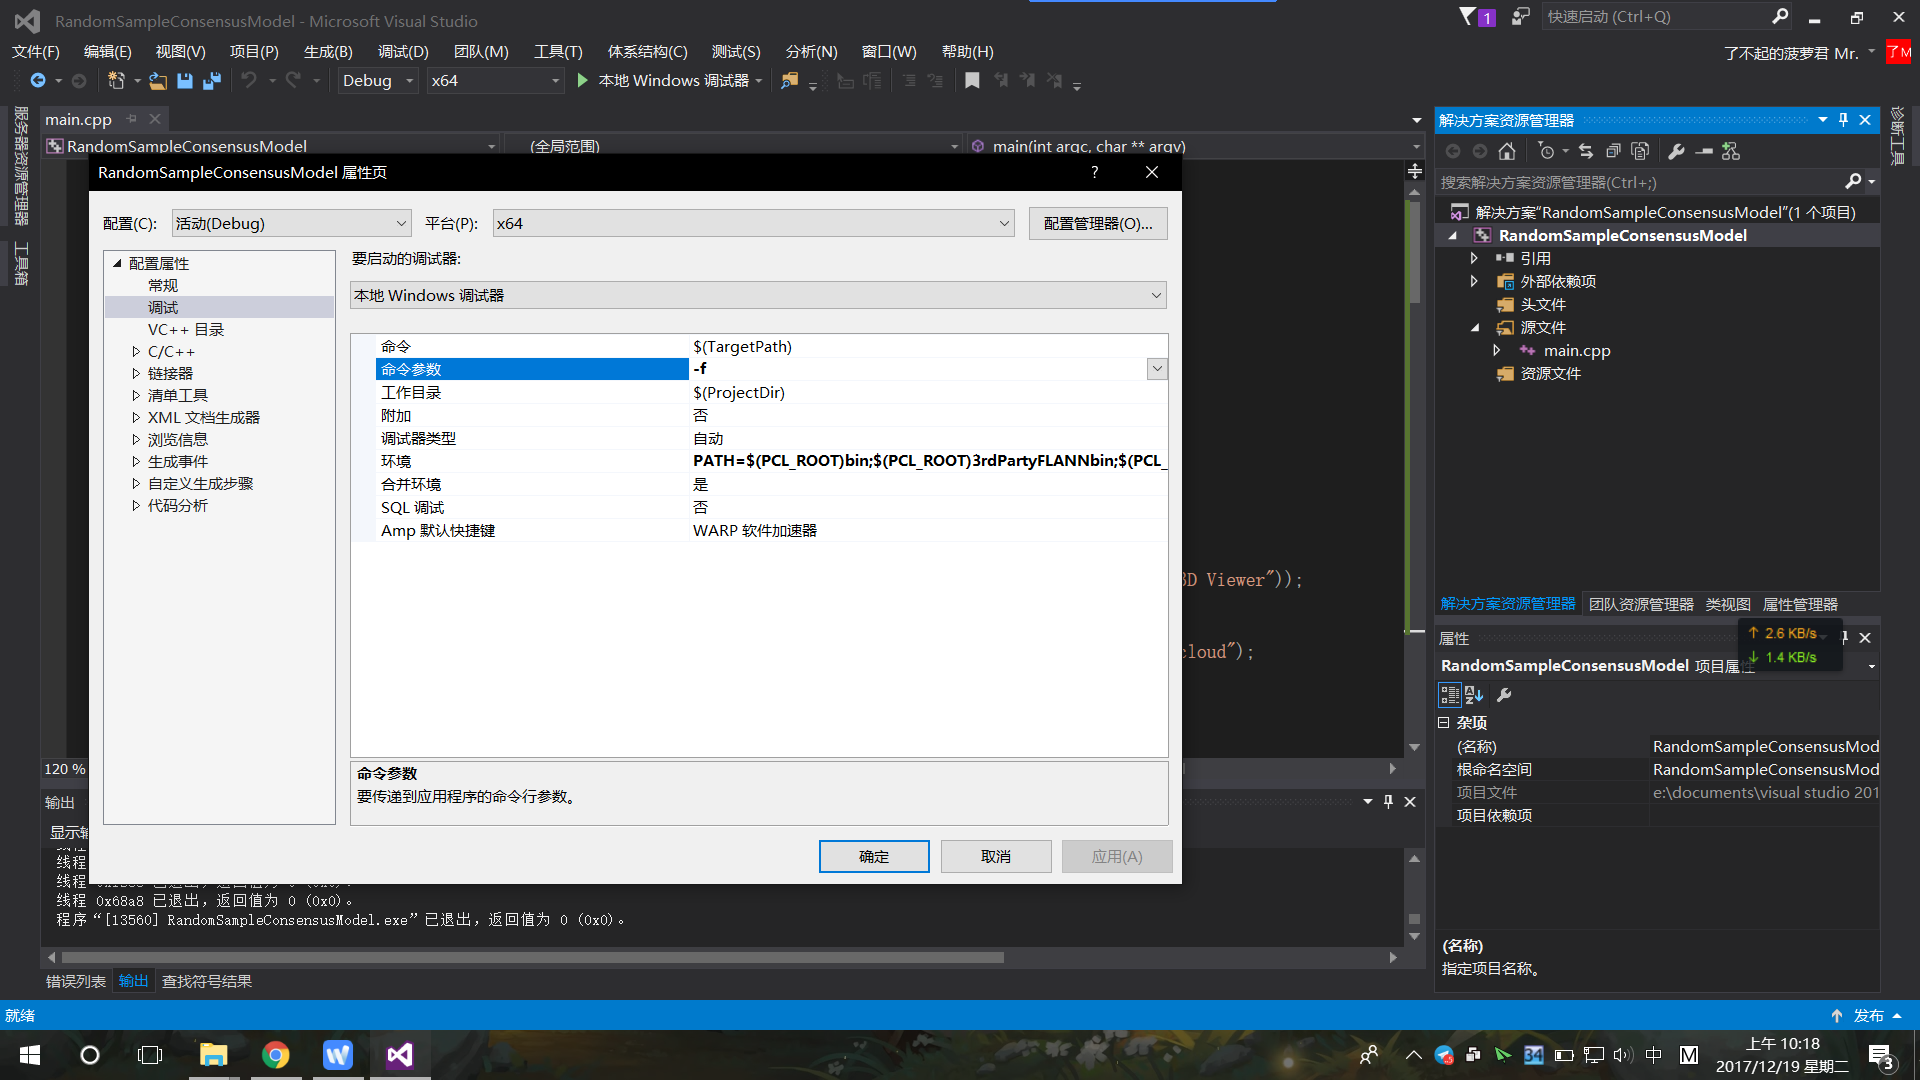 RandomSampleConsensusModel - Microsoft Visual Studio
1
快速启动 (Ctrl+Q)
文件(F) 编辑(E) 视图(V) 项目(P) 生成(B) 调试(D) 团队(M) 工具(T) 体系结构(C) 测试(S) 分析(N) 窗口(W) 帮助(H)
了不起的菠萝君 Mr. 了M
Debug x64 本地 Windows 调试器
服务器资源管理器
工具箱
main.cpp
RandomSampleConsensusModel (全局范围) main(int argc, char ** argv)
RandomSampleConsensusModel 属性页
?
配置(C): 活动(Debug) 平台(P): x64 配置管理器(O)...
配置属性
常规
调试
VC++ 目录
C/C++
链接器
清单工具
XML 文档生成器
浏览信息
生成事件
自定义生成步骤
代码分析
要启动的调试器:
本地 Windows 调试器
命令 $(TargetPath)
命令参数 -f
工作目录 $(ProjectDir)
附加 否
调试器类型 自动
环境 PATH=$(PCL_ROOT)bin;$(PCL_ROOT)3rdPartyFLANNbin;$(PCL_
合并环境 是
SQL 调试 否
Amp 默认快捷键 WARP 软件加速器
命令参数
要传递到应用程序的命令行参数。
确定 取消 应用(A)
3D Viewer"));
cloud");
120 %
输出
显示输
线程
线程 已退出，返回值为 0 (0x0)。
线程 0x68a8 已退出，返回值为 0 (0x0)。
程序“[13560] RandomSampleConsensusModel.exe”已退出，返回值为 0 (0x0)。
错误列表 输出 查找符号结果
解决方案资源管理器
搜索解决方案资源管理器(Ctrl+;)
解决方案"RandomSampleConsensusModel"(1 个项目)
RandomSampleConsensusModel
引用
外部依赖项
头文件
源文件
main.cpp
资源文件
解决方案资源管理器 团队资源管理器 类视图 属性管理器
诊断工具
属性
2.6 KB/s
1.4 KB/s
RandomSampleConsensusModel 项目属性
杂项
(名称) RandomSampleConsensusMod
根命名空间 RandomSampleConsensusMod
项目文件 e:\documents\visual studio 201
项目依赖项
(名称)
指定项目名称。
就绪
发布
34
中
M
上午 10:18
2017/12/19 星期二
3